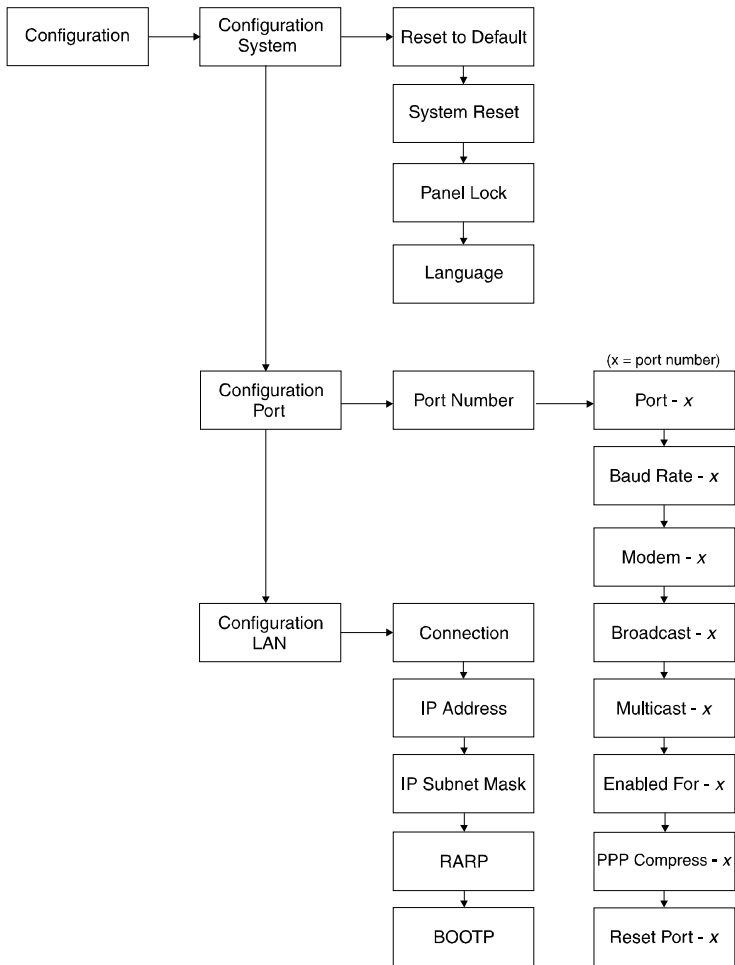 Configuration
Configuration
System
Reset to Default
System Reset
Panel Lock
Language
(x = port number)
Configuration
Port
Port Number
Port - x
Baud Rate - x
Modem - x
Configuration
LAN
Connection
Broadcast - x
IP Address
Multicast - x
IP Subnet Mask
Enabled For - x
RARP
PPP Compress - x
BOOTP
Reset Port - x